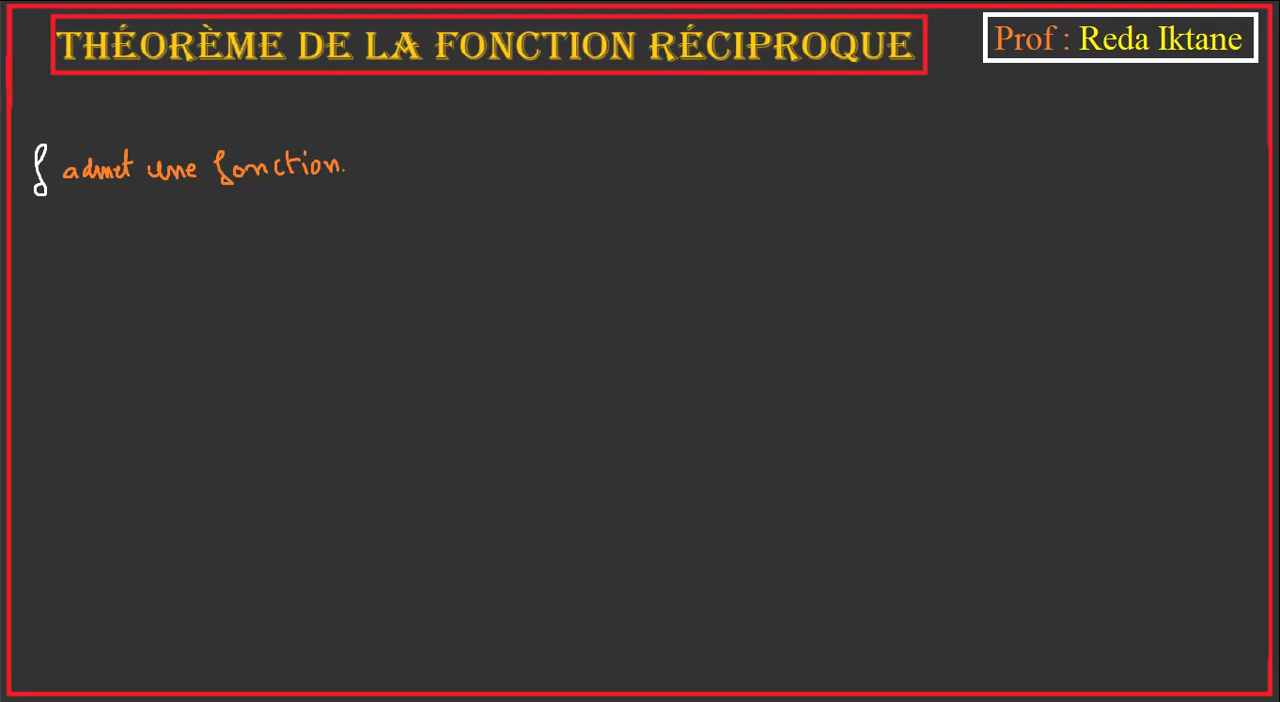 THÉORÈME DE LA FONCTION RÉCIPROQUE
Prof : Reda Iktane
f admet une fonction